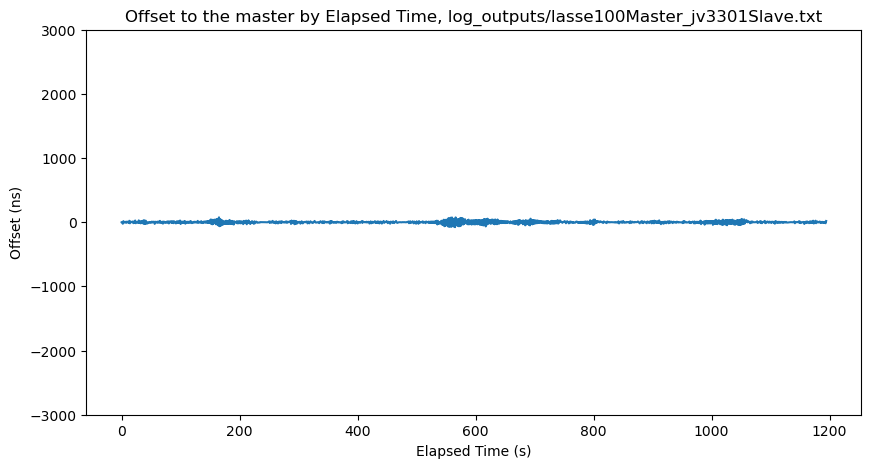 Offset to the master by Elapsed Time, log_outputs/lasse100Master_jv3301Slave.txt
3000
2000
1000
0
−1000
−2000
−3000
Offset (ns)
0 200 400 600 800 1000 1200
Elapsed Time (s)